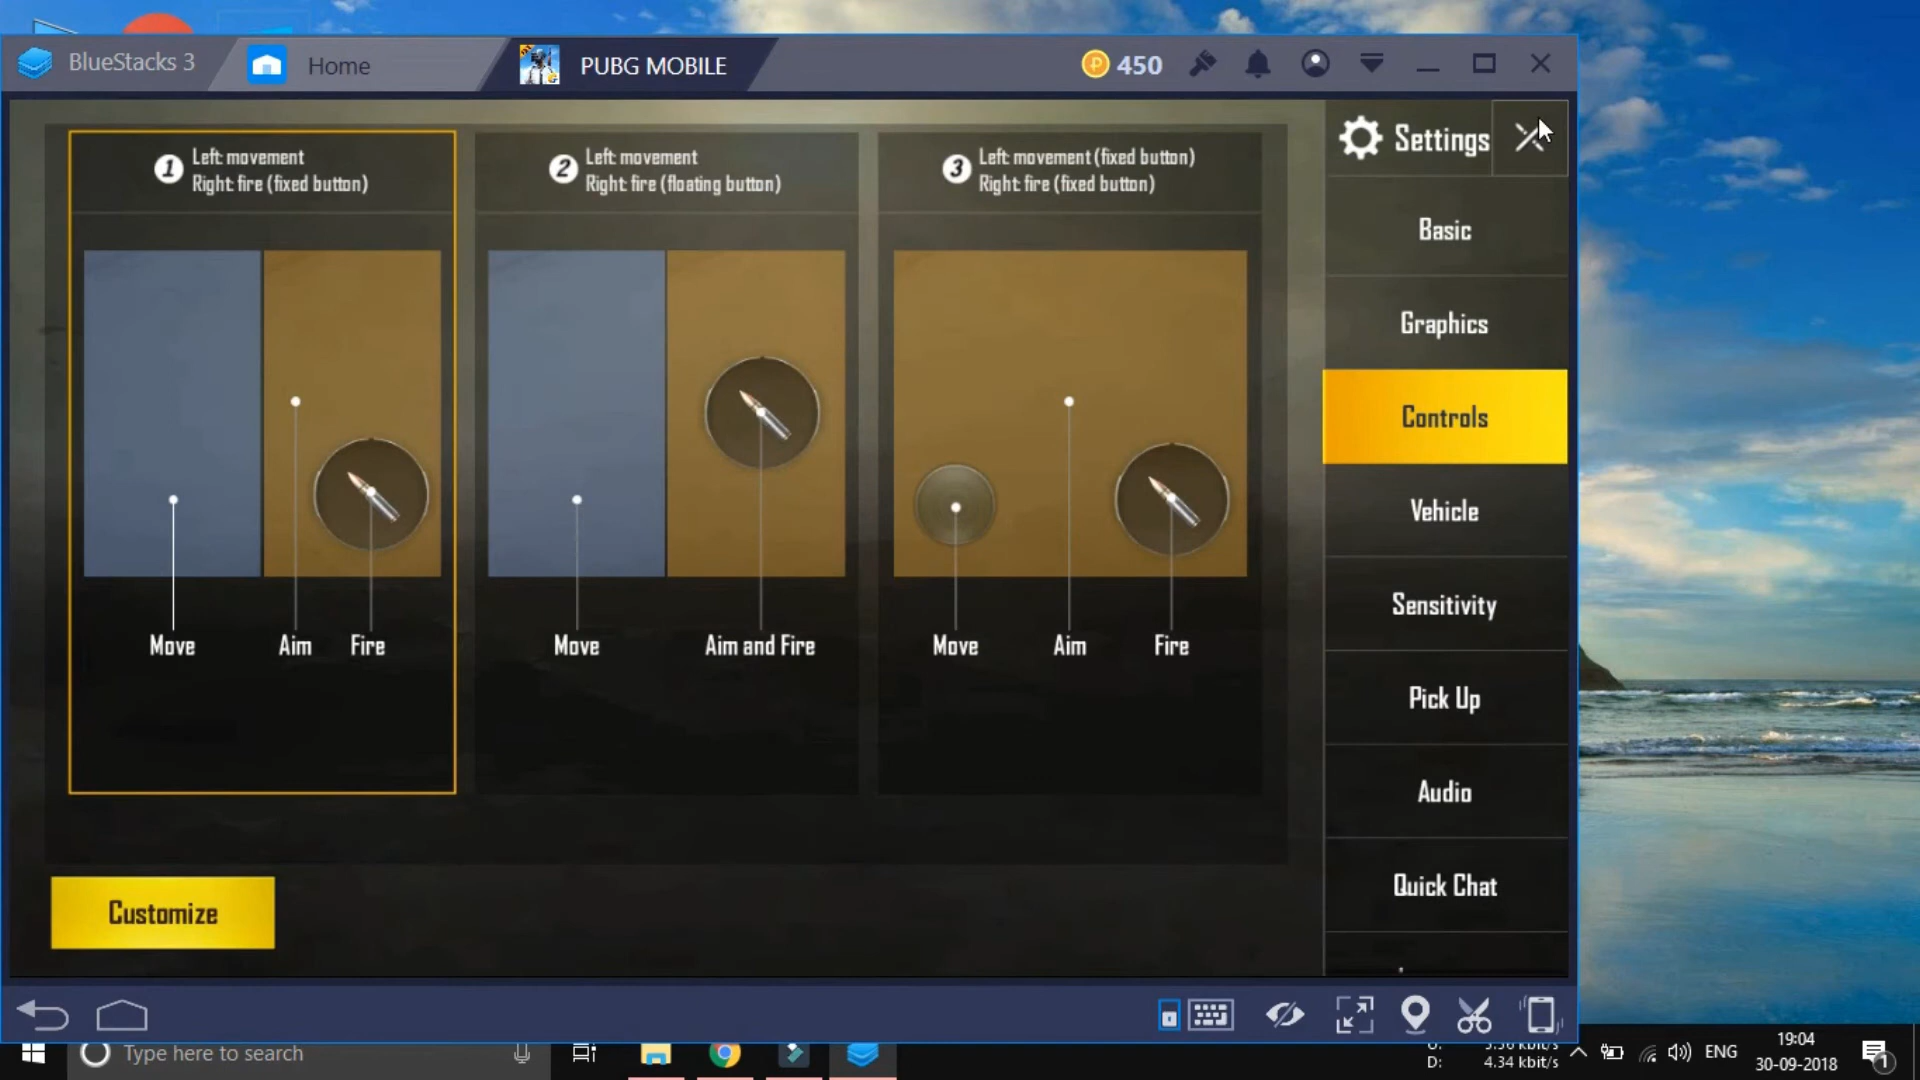 BlueStacks 3
Home
PUBG MOBILE
450
1 Left: movement
Right: fire (fixed button)
2 Left: movement
Right: fire (floating button)
3 Left: movement (fixed button)
Right: fire (fixed button)
Move
Aim
Fire
Move
Aim and Fire
Move
Aim
Fire
Customize
Settings
Basic
Graphics
Controls
Vehicle
Sensitivity
Pick Up
Audio
Quick Chat
Type here to search
D: 4.34 kbit/s
ENG
19:04
30-09-2018
1